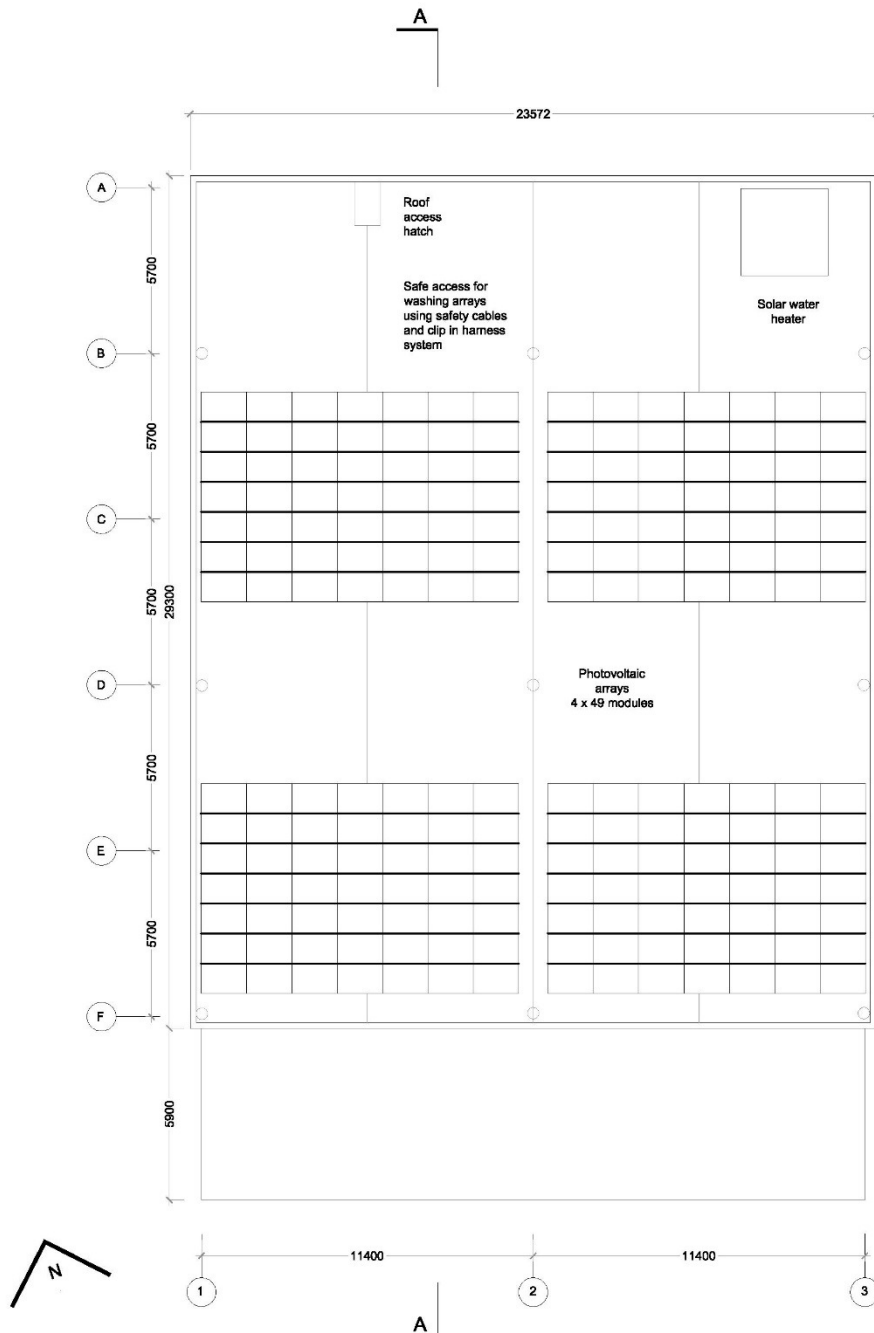 A
23572
A
Roof
access
hatch
5700
Safe access for
washing arrays
using safety cables
and clip in harness
system
Solar water
heater
B
5700
C
5700
29300
D
Photovoltaic
arrays
4 x 49 modules
5700
E
5700
F
5900
N
11400
11400
1
2
3
A